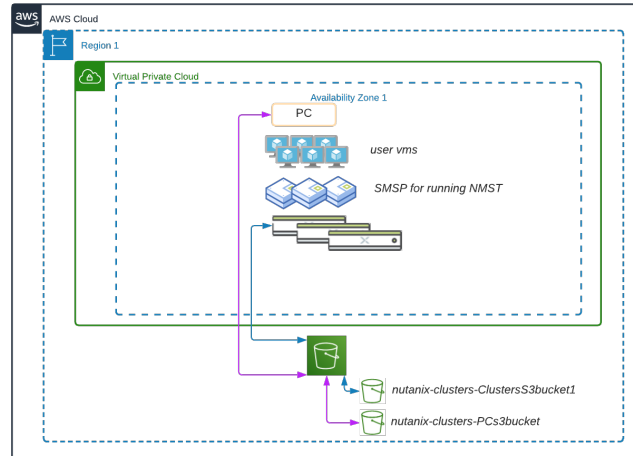 aws
AWS Cloud
Region 1
Virtual Private Cloud
Availability Zone 1
PC
user vms
SMSP for running NMST
nutanix-clusters-ClustersS3bucket1
nutanix-clusters-PCs3bucket